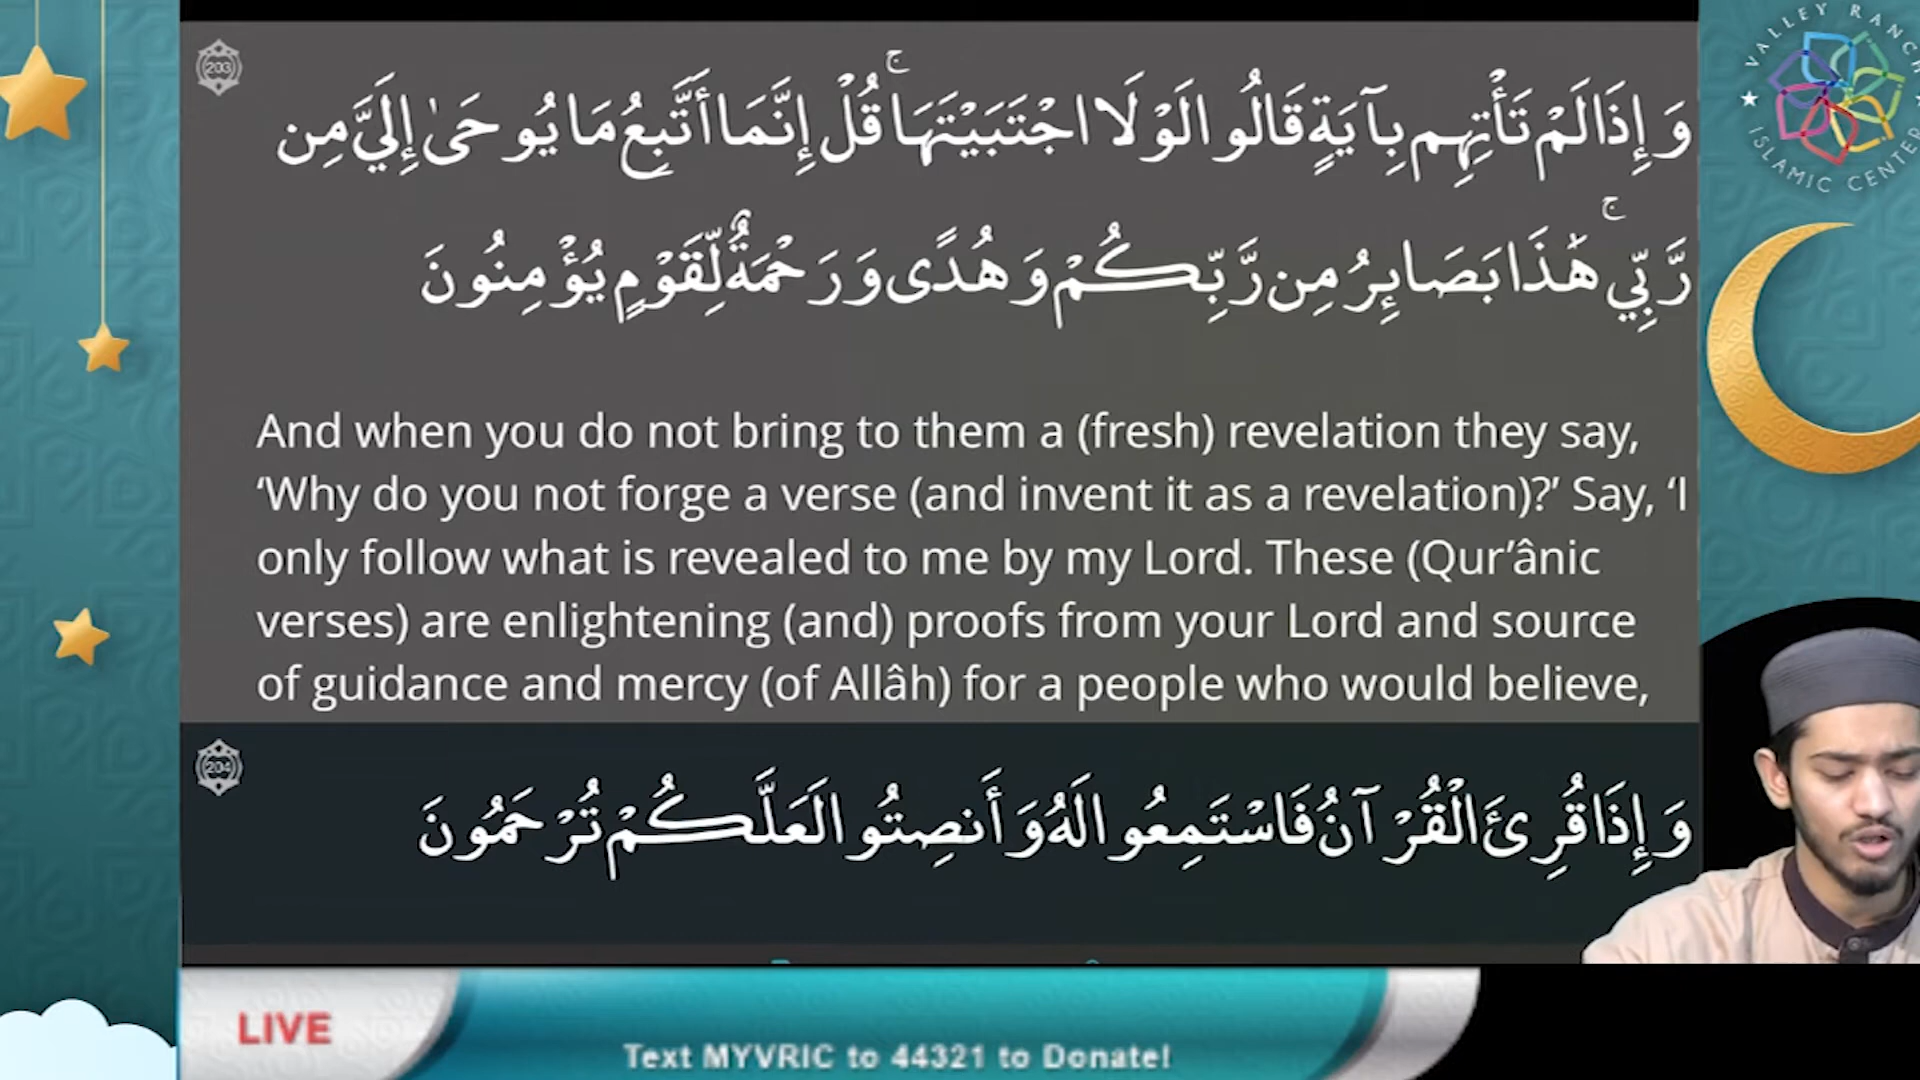 203
وَإِذَا لَمْ تَأْتِهِم بِآيَةٍ قَالُوا لَوْلَا اجْتَبَيْتَهَا ۚ قُلْ إِنَّمَا أَتَّبِعُ مَا يُوحَىٰ إِلَيَّ مِن
رَّبِّي ۚ هَٰذَا بَصَائِرُ مِن رَّبِّكُمْ وَهُدًى وَرَحْمَةٌ لِّقَوْمٍ يُؤْمِنُونَ
And when you do not bring to them a (fresh) revelation they say,
‘Why do you not forge a verse (and invent it as a revelation)?’ Say, ‘I
only follow what is revealed to me by my Lord. These (Qur’ânic
verses) are enlightening (and) proofs from your Lord and source
of guidance and mercy (of Allâh) for a people who would believe,
204
وَإِذَا قُرِئَ الْقُرْآنُ فَاسْتَمِعُوا لَهُ وَأَنصِتُوا لَعَلَّكُمْ تُرْحَمُونَ
VALLEY RANCH
ISLAMIC CENTER
LIVE
Text MYVRIC to 44321 to Donate!